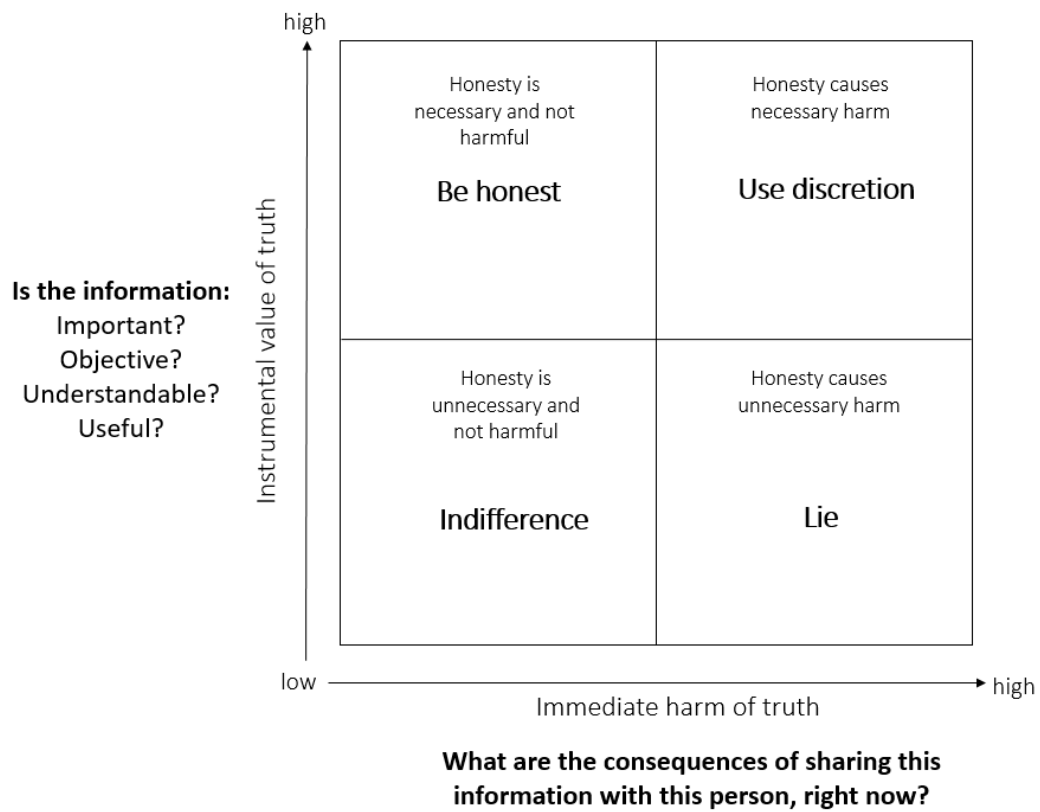 high
Honesty is
necessary and not
harmful
Be honest
Honesty causes
necessary harm
Use discretion
Instrumental value of truth
Is the information:
Important?
Objective?
Understandable?
Useful?
Honesty is
unnecessary and
not harmful
Indifference
Honesty causes
unnecessary harm
Lie
low
high
Immediate harm of truth
What are the consequences of sharing this
information with this person, right now?